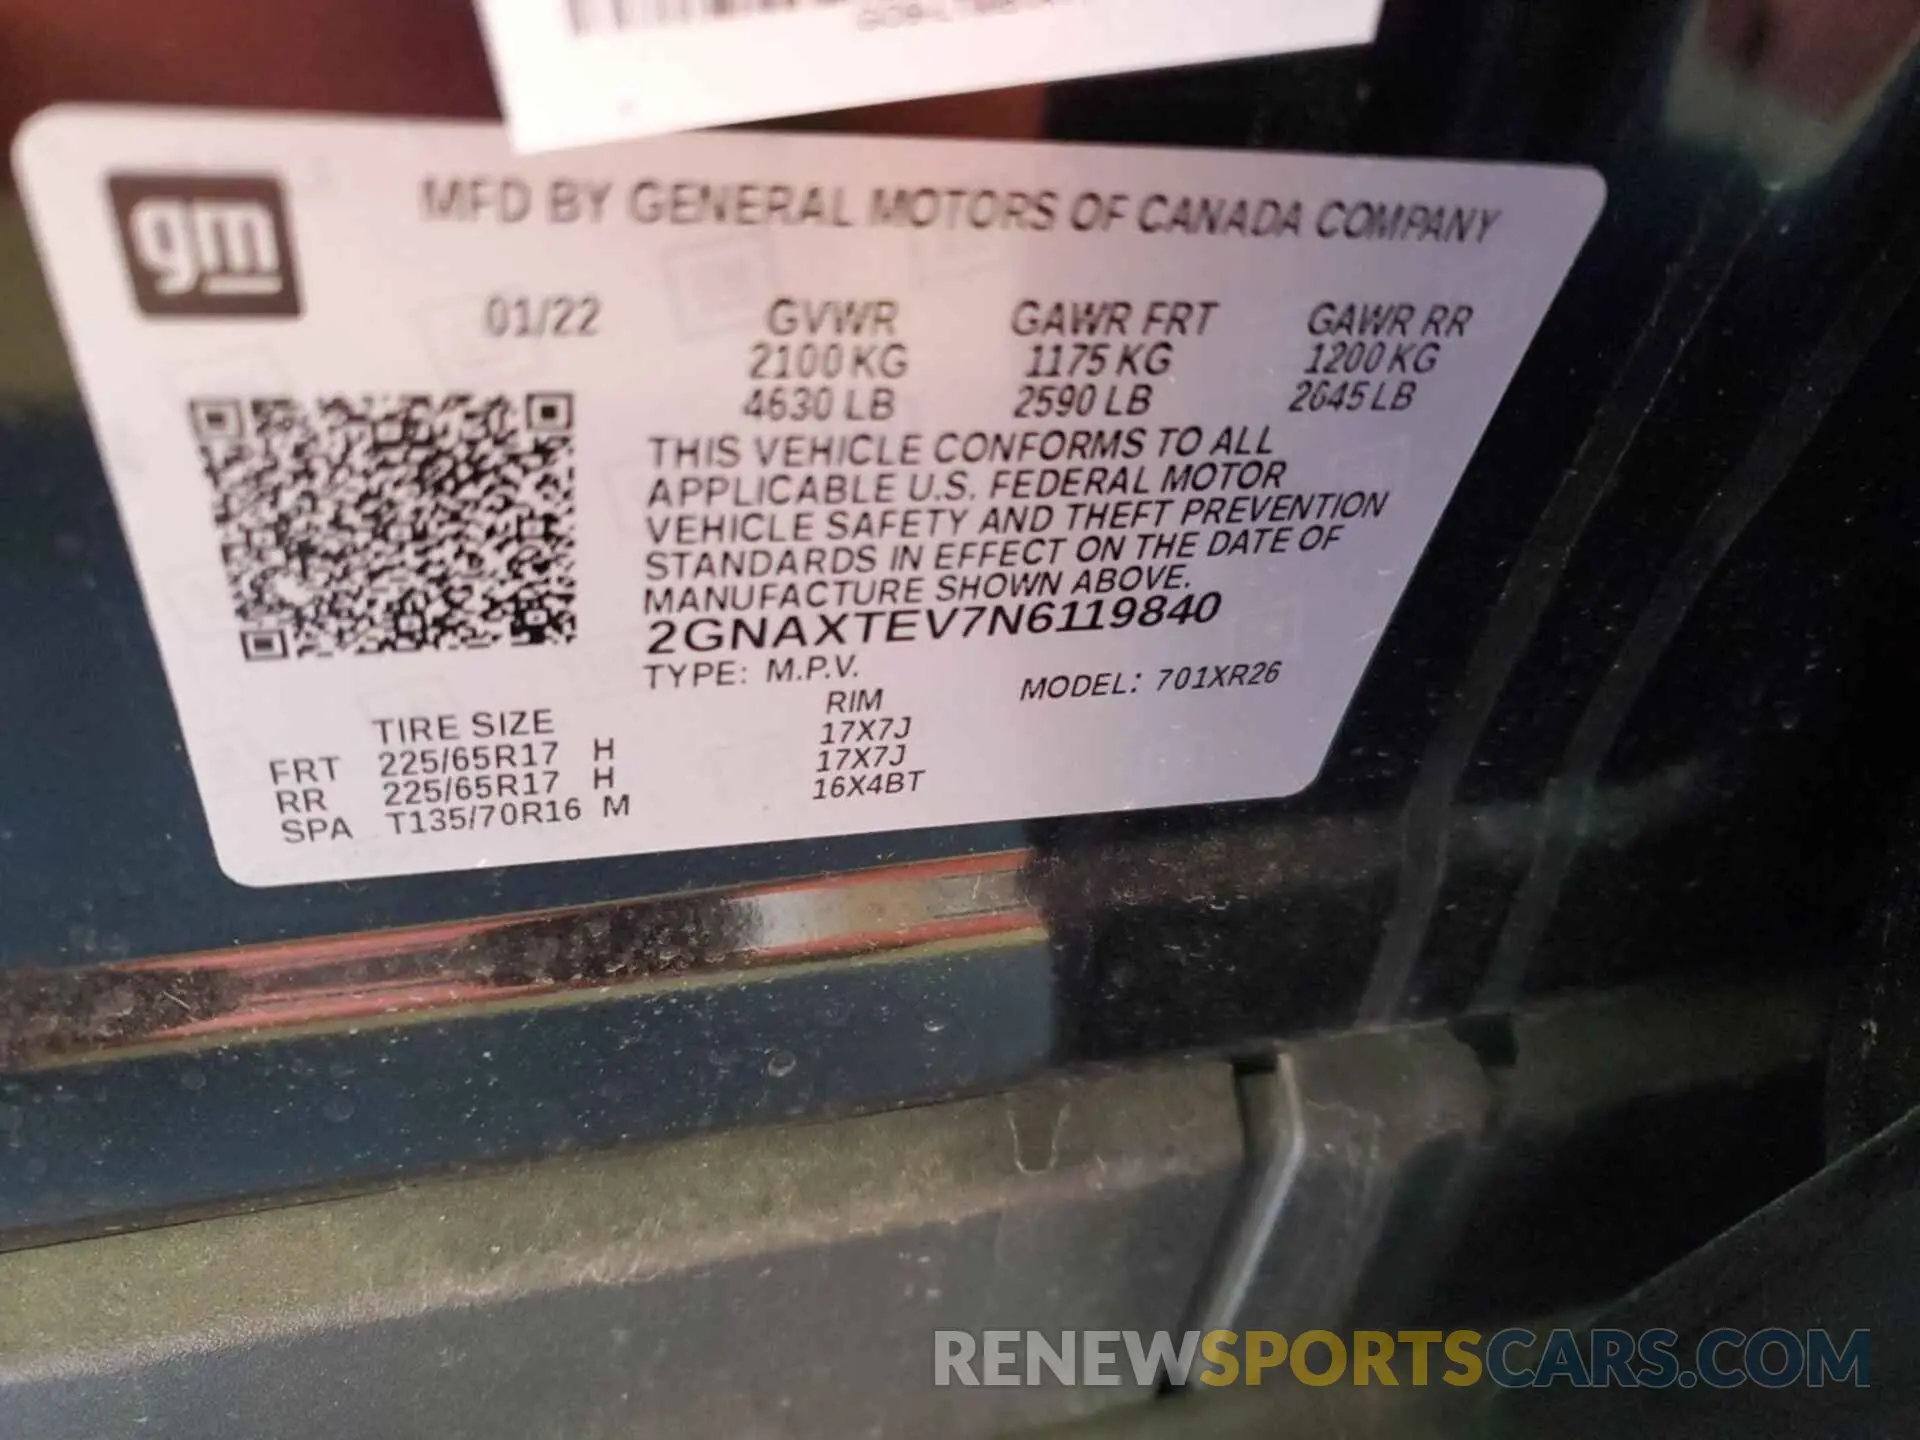 gm
MFD BY GENERAL MOTORS OF CANADA COMPANY
01/22 GVWR GAWR FRT GAWR RR
2100 KG 1175 KG 1200 KG
4630 LB 2590 LB 2645 LB
THIS VEHICLE CONFORMS TO ALL
APPLICABLE U.S. FEDERAL MOTOR
VEHICLE SAFETY AND THEFT PREVENTION
STANDARDS IN EFFECT ON THE DATE OF
MANUFACTURE SHOWN ABOVE.
2GNAXTEV7N6119840
TYPE: M.P.V. MODEL: 701XR26
TIRE SIZE RIM
FRT 225/65R17 H 17X7J
RR 225/65R17 H 17X7J
SPA T135/70R16 M 16X4BT
RENEWSPORTSCARS.COM